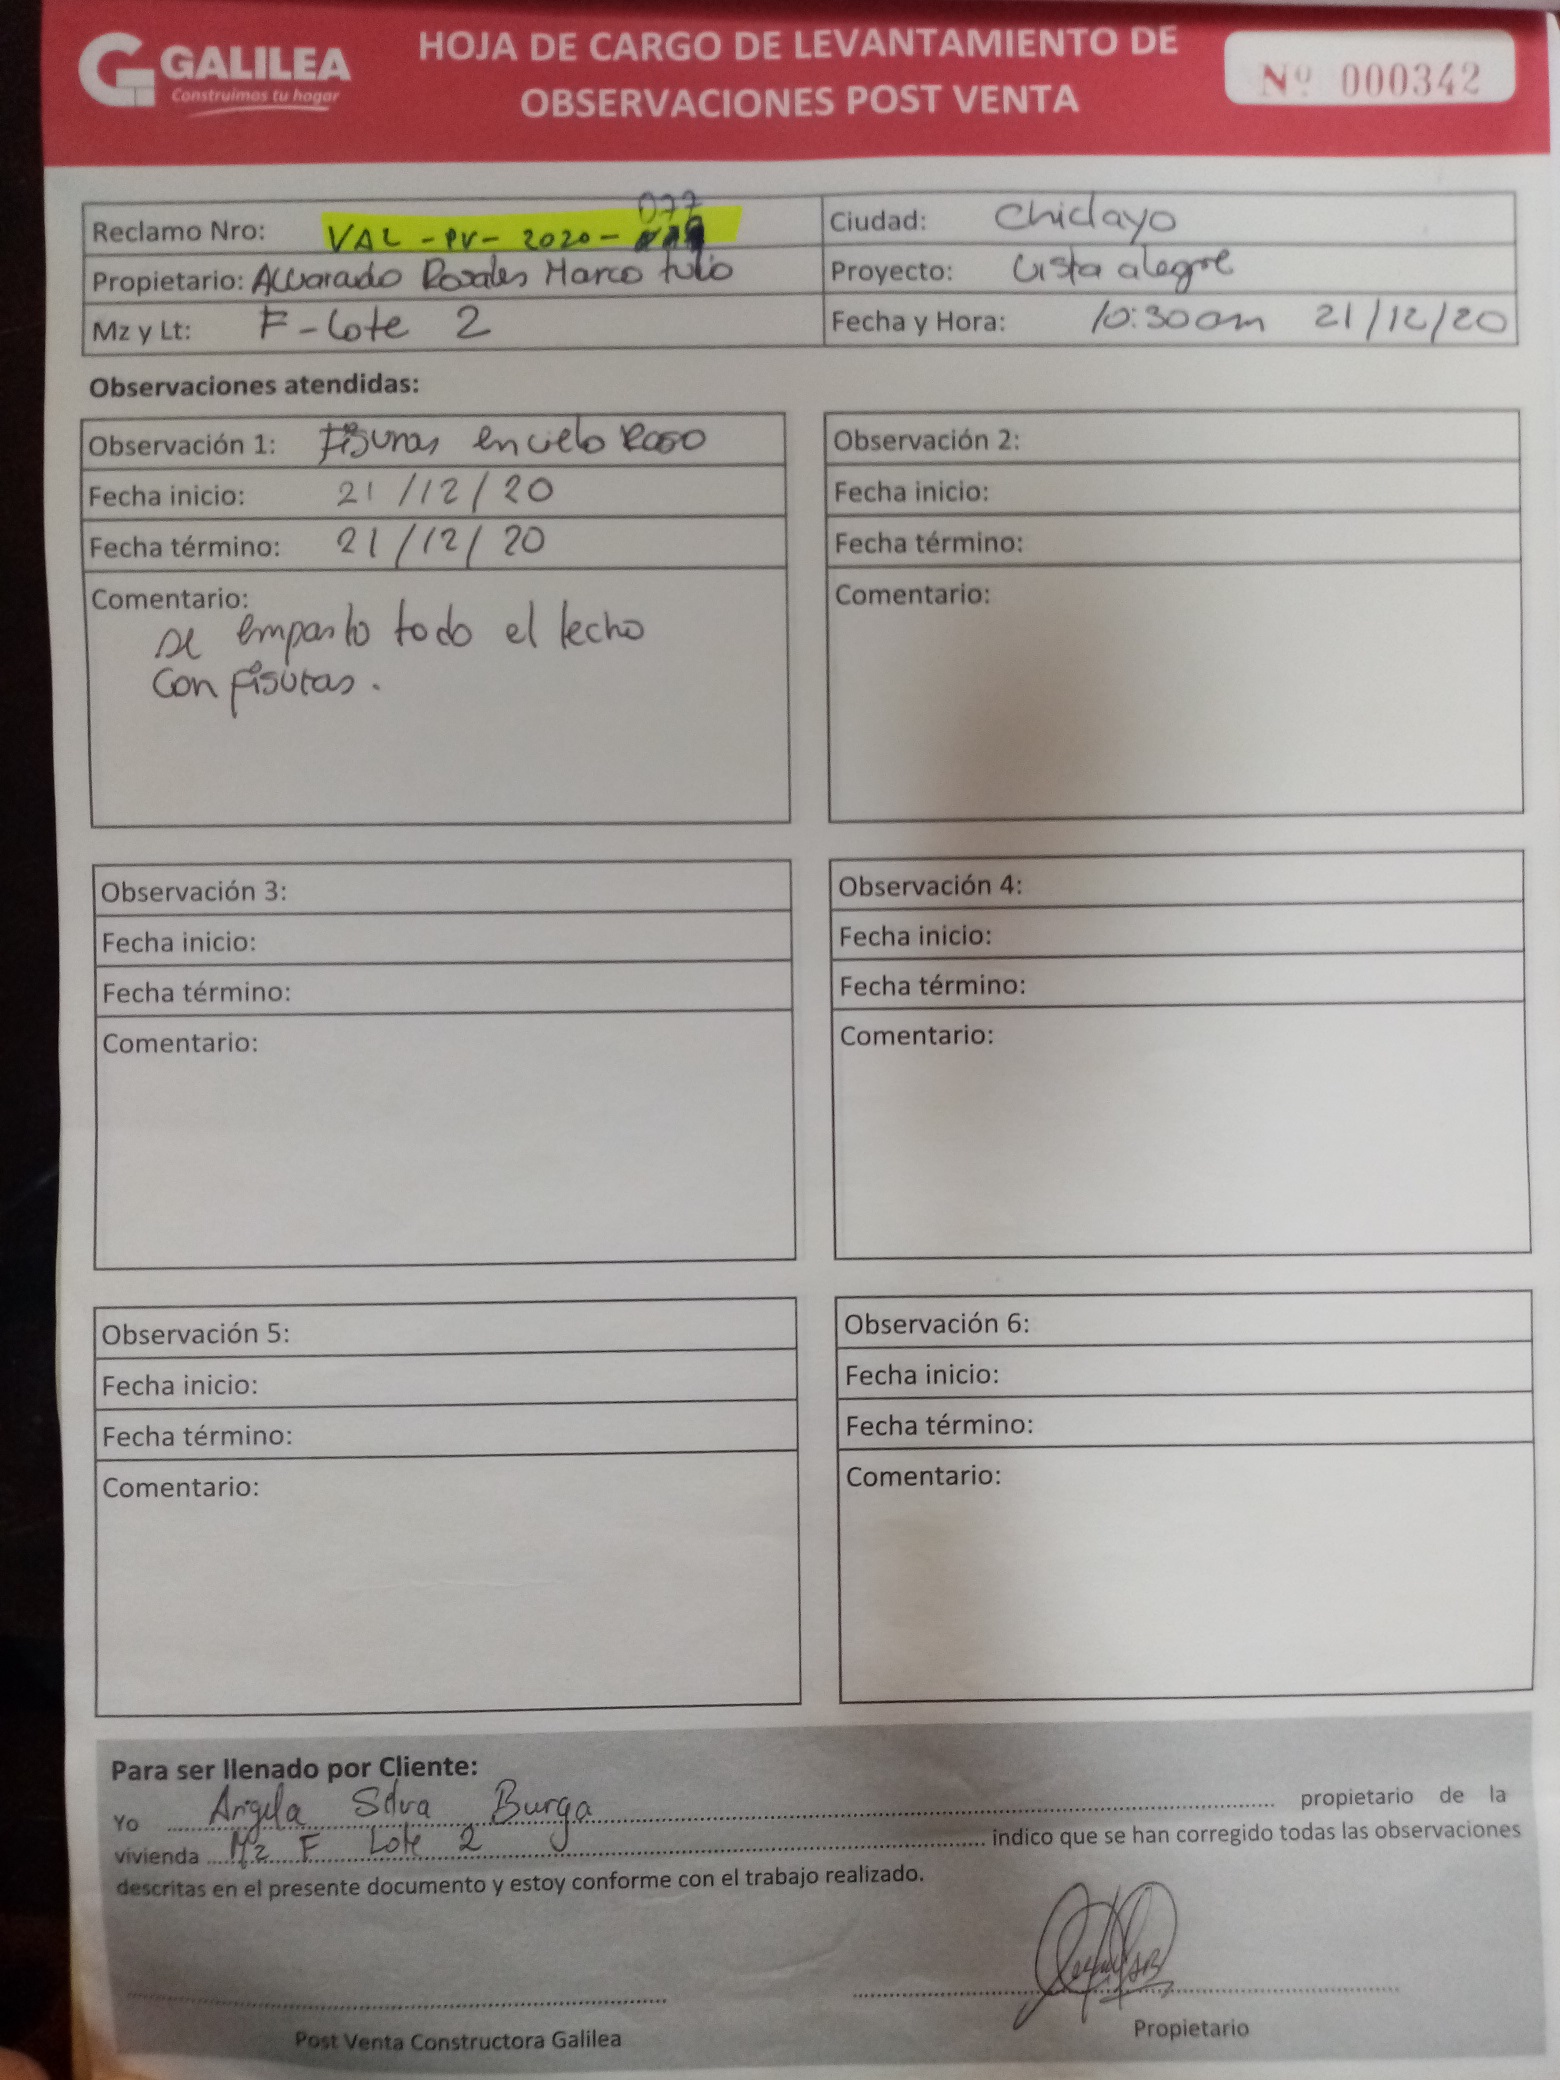 GALILEA
Construimos tu hogar
HOJA DE CARGO DE LEVANTAMIENTO DE
OBSERVACIONES POST VENTA
Nº 000342
Reclamo Nro: VAL-PV-2020-077
Ciudad: Chiclayo
Propietario: Alvarado Rosales Marco tulio
Proyecto: Vista alegre
Mz y Lt: F-Lote 2
Fecha y Hora: 10:30am 21/12/20
Observaciones atendidas:
Observación 1: Fisuras en cielo Raso
Fecha inicio: 21/12/20
Fecha término: 21/12/20
Comentario:
se empasto todo el techo
con fisuras.
Observación 2:
Fecha inicio:
Fecha término:
Comentario:
Observación 3:
Fecha inicio:
Fecha término:
Comentario:
Observación 4:
Fecha inicio:
Fecha término:
Comentario:
Observación 5:
Fecha inicio:
Fecha término:
Comentario:
Observación 6:
Fecha inicio:
Fecha término:
Comentario:
Para ser llenado por Cliente:
Yo Angela Silva Burga propietario de la
vivienda Mz F Lote 2 indico que se han corregido todas las observaciones
descritas en el presente documento y estoy conforme con el trabajo realizado.
Post Venta Constructora Galilea
Propietario